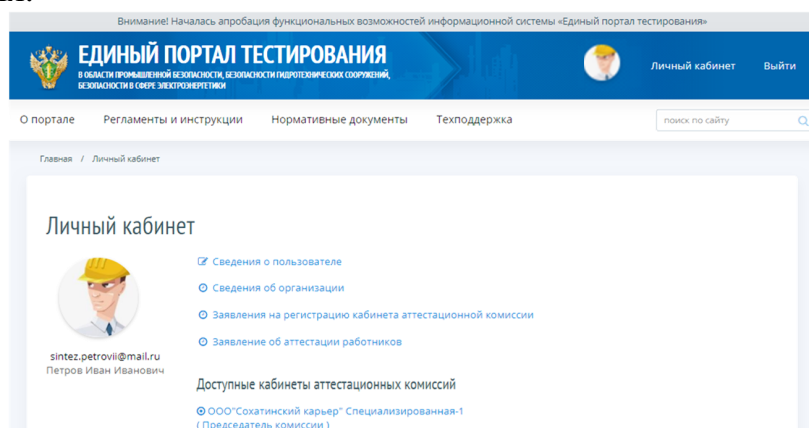 Внимание! Началась апробация функциональных возможностей информационной системы «Единый портал тестирования»
ЕДИНЫЙ ПОРТАЛ ТЕСТИРОВАНИЯ
В ОБЛАСТИ ПРОМЫШЛЕННОЙ БЕЗОПАСНОСТИ, БЕЗОПАСНОСТИ ГИДРОТЕХНИЧЕСКИХ СООРУЖЕНИЙ,
БЕЗОПАСНОСТИ В СФЕРЕ ЭЛЕКТРОЭНЕРГЕТИКИ
Личный кабинет Выйти
О портале Регламенты и инструкции Нормативные документы Техподдержка поиск по сайту
Главная / Личный кабинет
Личный кабинет
Сведения о пользователе
Сведения об организации
Заявления на регистрацию кабинета аттестационной комиссии
Заявление об аттестации работников
sintez.petrovii@mail.ru
Петров Иван Иванович
Доступные кабинеты аттестационных комиссий
ООО"Сохатинский карьер" Специализированная-1
( Председатель комиссии )